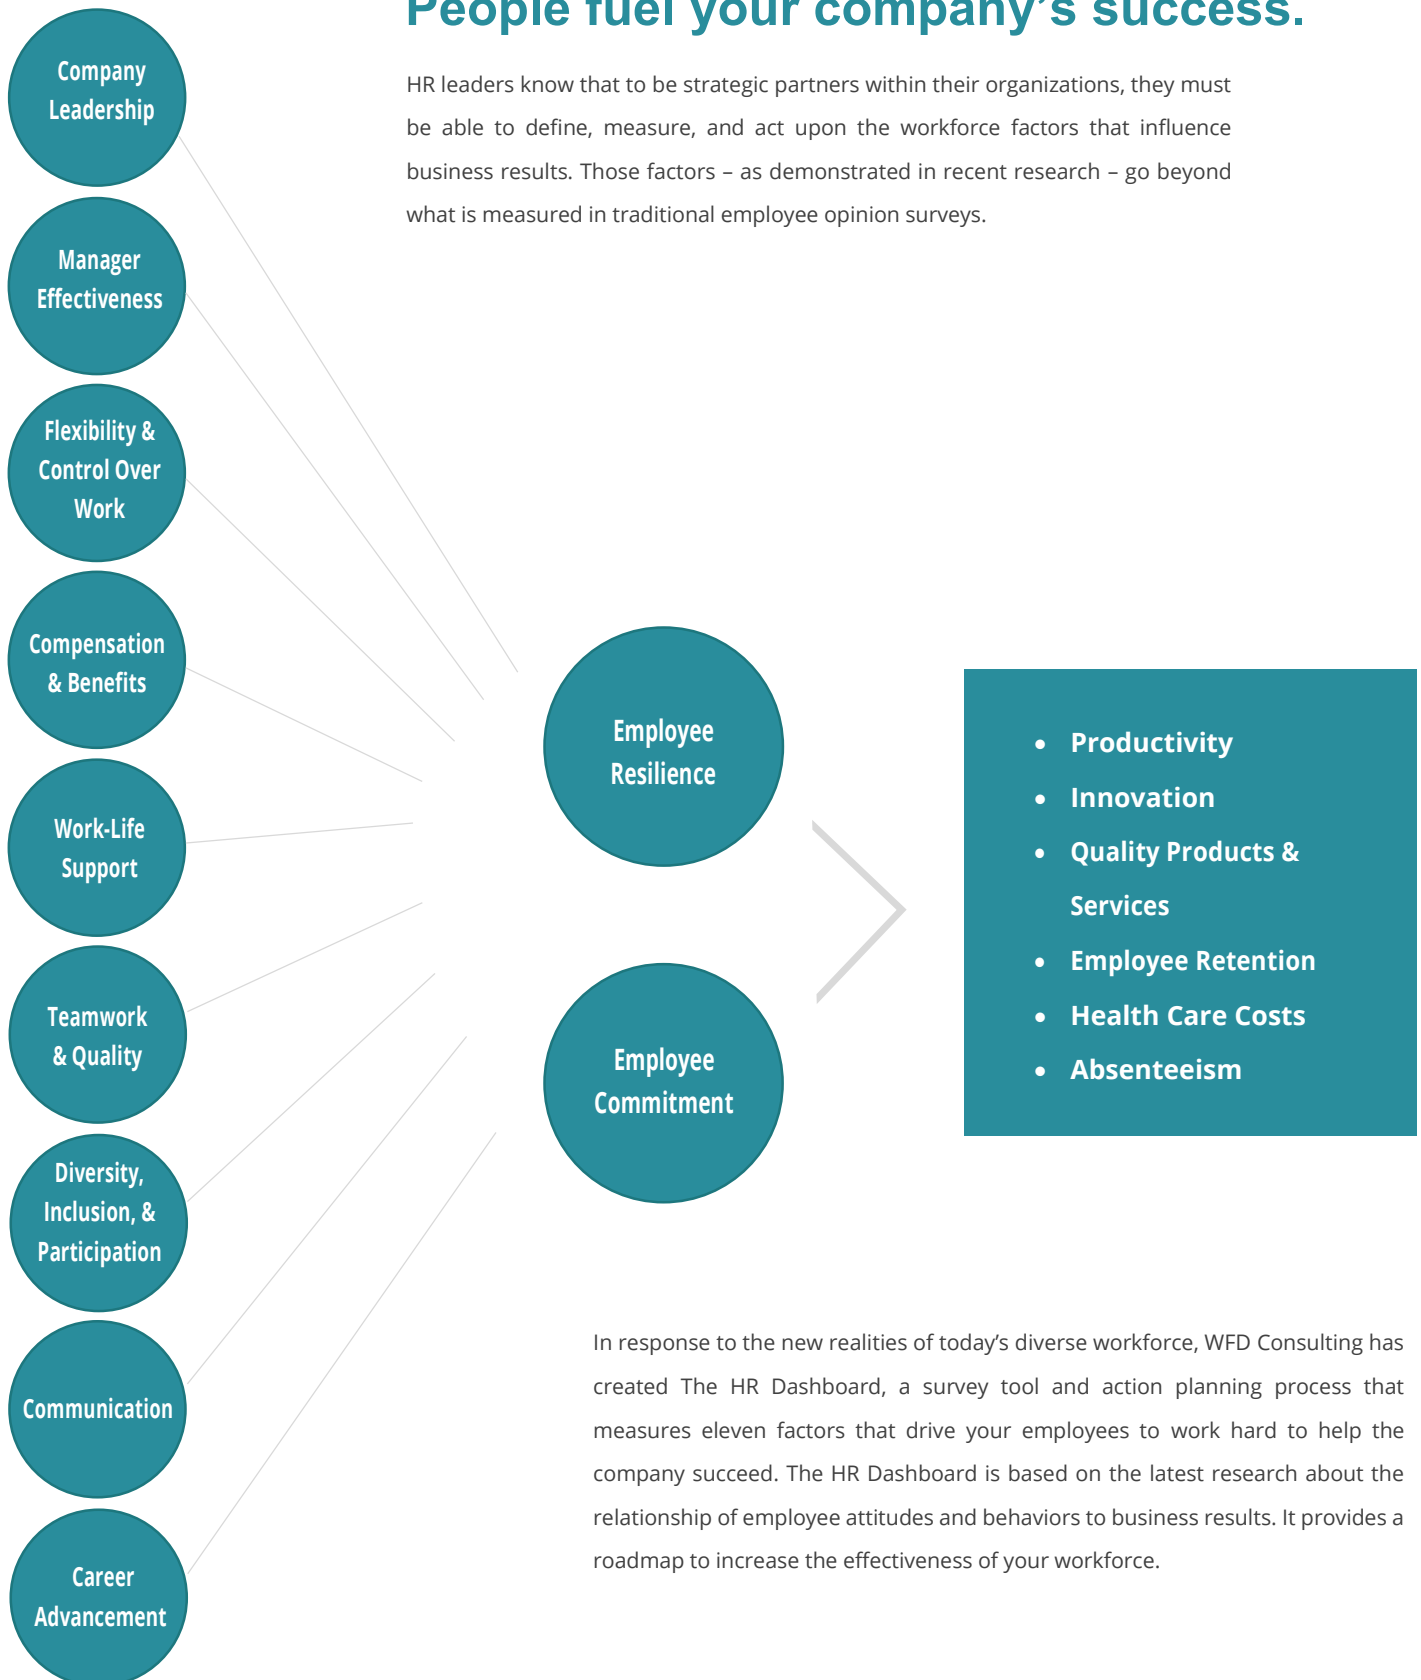 People fuel your company’s success.
HR leaders know that to be strategic partners within their organizations, they must
be able to define, measure, and act upon the workforce factors that influence
business results. Those factors – as demonstrated in recent research – go beyond
what is measured in traditional employee opinion surveys.
Company
Leadership
Manager
Effectiveness
Flexibility &
Control Over
Work
Compensation
& Benefits
Work-Life
Support
Teamwork
& Quality
Diversity,
Inclusion, &
Participation
Communication
Career
Advancement
Employee
Resilience
Employee
Commitment
• Productivity
• Innovation
• Quality Products &
Services
• Employee Retention
• Health Care Costs
• Absenteeism
In response to the new realities of today’s diverse workforce, WFD Consulting has
created The HR Dashboard, a survey tool and action planning process that
measures eleven factors that drive your employees to work hard to help the
company succeed. The HR Dashboard is based on the latest research about the
relationship of employee attitudes and behaviors to business results. It provides a
roadmap to increase the effectiveness of your workforce.